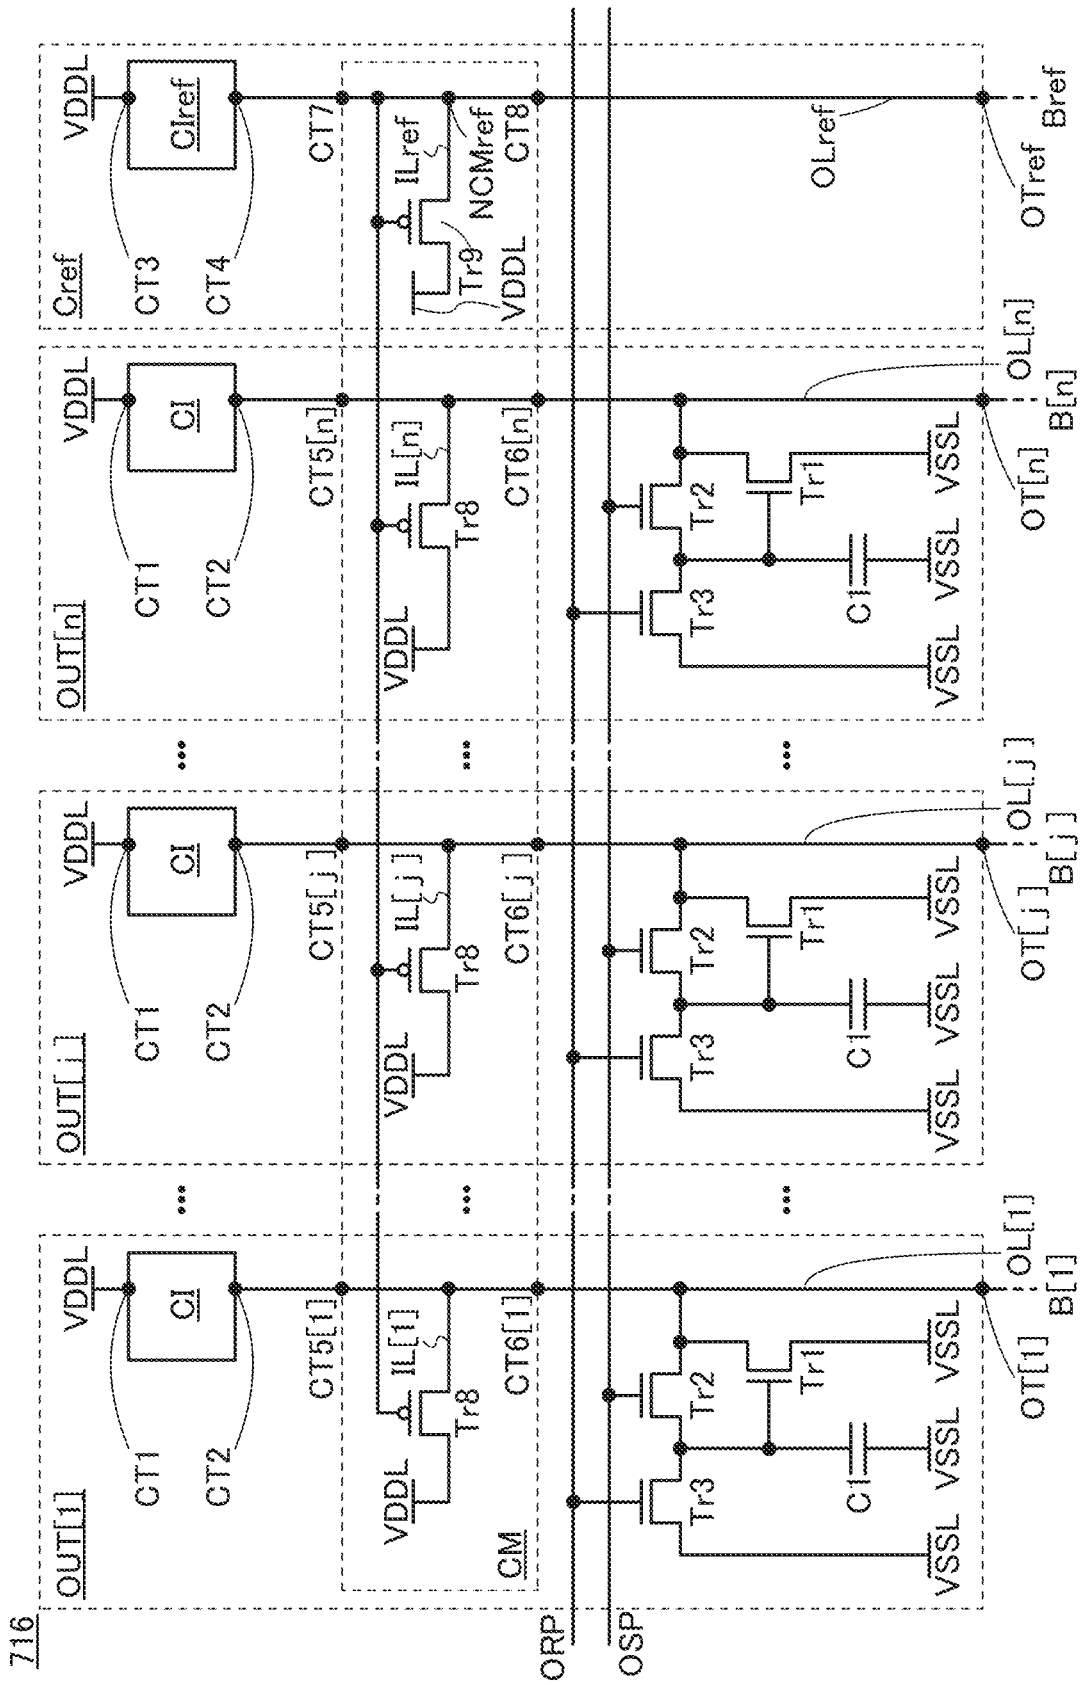 716
OUT[1]
VDDL
CI
CT1
CT2
CT5[1]
IL[1]
Tr8
VDDL
CT6[1]
CM
ORP
OSP
Tr3
Tr2
Tr1
C1
VSSL
VSSL
VSSL
OL[1]
OT[1]
B[1]
...
...
...
OUT[j]
VDDL
CI
CT1
CT2
CT5[j]
IL[j]
Tr8
VDDL
CT6[j]
Tr3
Tr2
Tr1
C1
VSSL
VSSL
VSSL
OL[j]
OT[j]
B[j]
...
...
...
OUT[n]
VDDL
CI
CT1
CT2
CT5[n]
IL[n]
Tr8
VDDL
CT6[n]
Tr3
Tr2
Tr1
C1
VSSL
VSSL
VSSL
OL[n]
OT[n]
B[n]
Cref
VDDL
CIref
CT3
CT4
CT7
ILref
NCMref
Tr9
VDDL
CT8
OLref
OTref
Bref